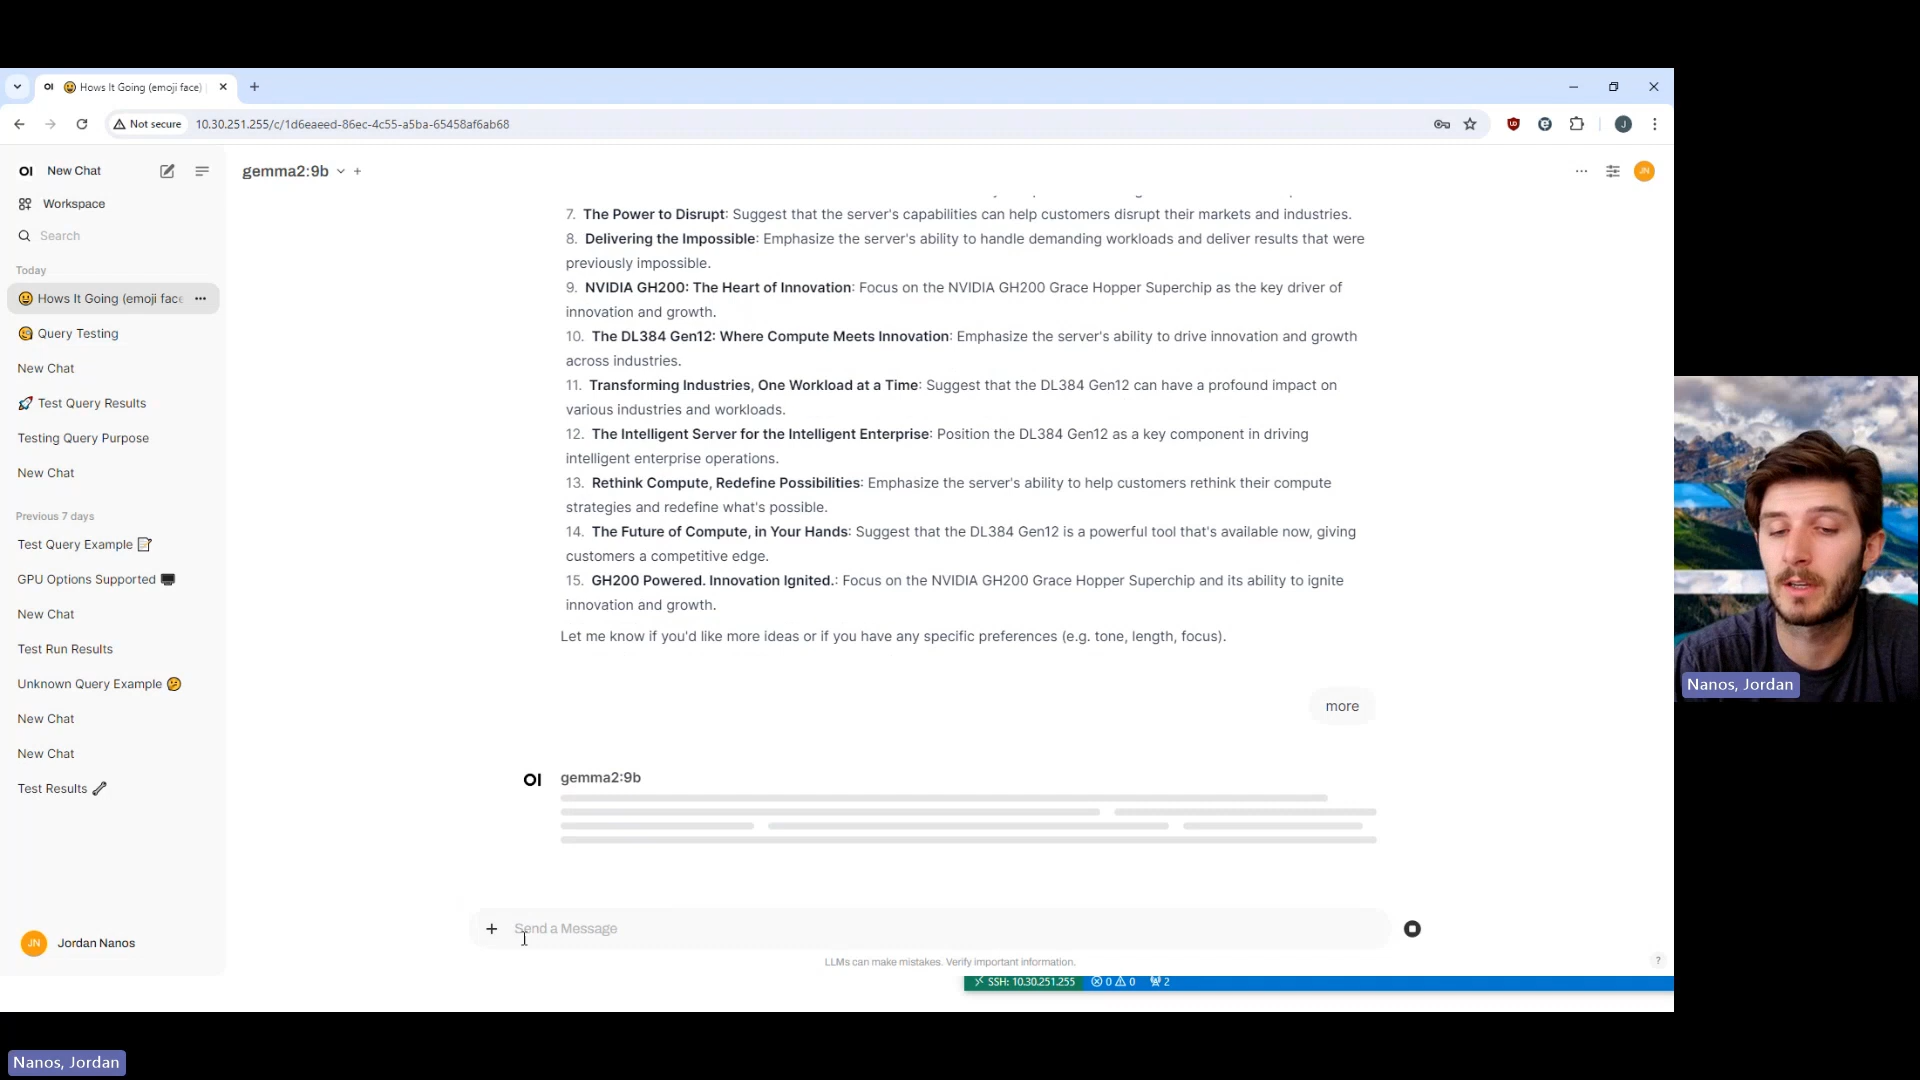 Hows It Going (emoji face)
Not secure
10.30.251.255/c/1d6eaeed-86ec-4c55-a5ba-65458af6ab68
J
OI New Chat
Workspace
Search
Today
Hows It Going (emoji face
Query Testing
New Chat
Test Query Results
Testing Query Purpose
New Chat
Previous 7 days
Test Query Example
GPU Options Supported
New Chat
Test Run Results
Unknown Query Example
New Chat
New Chat
Test Results
JN Jordan Nanos
gemma2:9b
JN
7. The Power to Disrupt: Suggest that the server's capabilities can help customers disrupt their markets and industries.
8. Delivering the Impossible: Emphasize the server's ability to handle demanding workloads and deliver results that were
previously impossible.
9. NVIDIA GH200: The Heart of Innovation: Focus on the NVIDIA GH200 Grace Hopper Superchip as the key driver of
innovation and growth.
10. The DL384 Gen12: Where Compute Meets Innovation: Emphasize the server's ability to drive innovation and growth
across industries.
11. Transforming Industries, One Workload at a Time: Suggest that the DL384 Gen12 can have a profound impact on
various industries and workloads.
12. The Intelligent Server for the Intelligent Enterprise: Position the DL384 Gen12 as a key component in driving
intelligent enterprise operations.
13. Rethink Compute, Redefine Possibilities: Emphasize the server's ability to help customers rethink their compute
strategies and redefine what's possible.
14. The Future of Compute, in Your Hands: Suggest that the DL384 Gen12 is a powerful tool that's available now, giving
customers a competitive edge.
15. GH200 Powered. Innovation Ignited.: Focus on the NVIDIA GH200 Grace Hopper Superchip and its ability to ignite
innovation and growth.
Let me know if you'd like more ideas or if you have any specific preferences (e.g. tone, length, focus).
more
OI gemma2:9b
Send a Message
LLMs can make mistakes. Verify important information.
?
SSH: 10.30.251.255 0 0 2
Nanos, Jordan
Nanos, Jordan